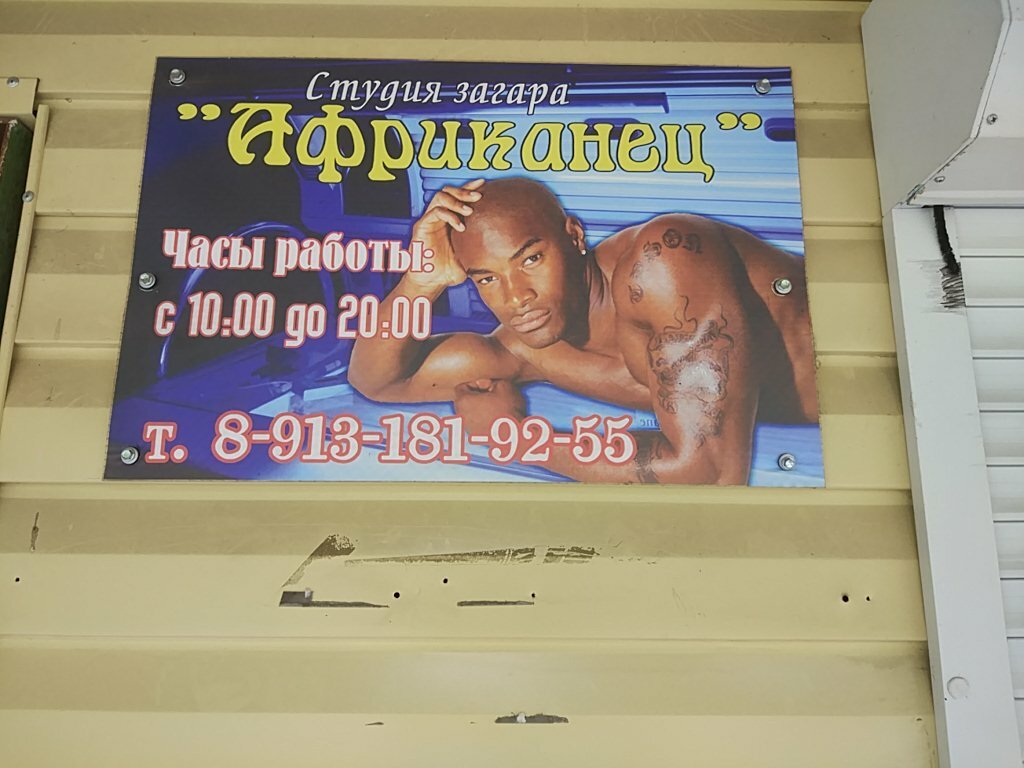 Студия загара
"Африканец"
Часы работы:
с 10:00 до 20:00
т. 8-913-181-92-55